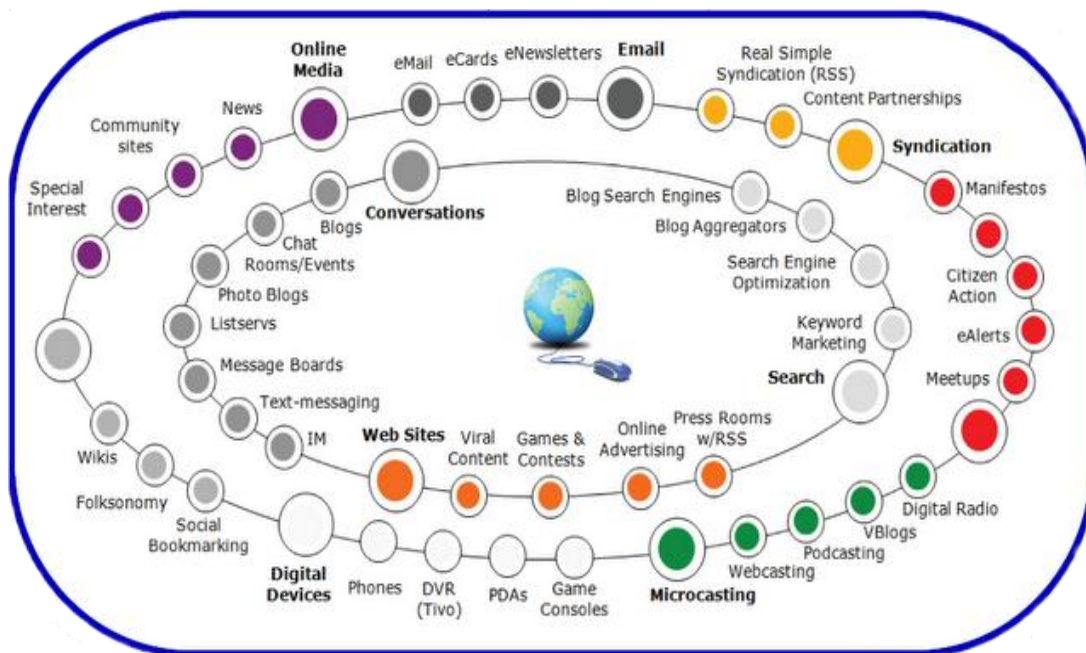 Online
Media
eMail
eCards
eNewsletters
Email
Real Simple
Syndication (RSS)
Content Partnerships
Syndication
News
Community
sites
Special
Interest
Manifestos
Citizen
Action
eAlerts
Meetups
Conversations
Blogs
Chat
Rooms/Events
Photo Blogs
Listservs
Message Boards
Text-messaging
IM
Blog Search Engines
Blog Aggregators
Search Engine
Optimization
Keyword
Marketing
Search
Web Sites
Viral
Content
Games &
Contests
Online
Advertising
Press Rooms
w/RSS
Wikis
Folksonomy
Social
Bookmarking
Digital
Devices
Phones
DVR
(Tivo)
PDAs
Game
Consoles
Microcasting
Webcasting
Podcasting
VBlogs
Digital Radio